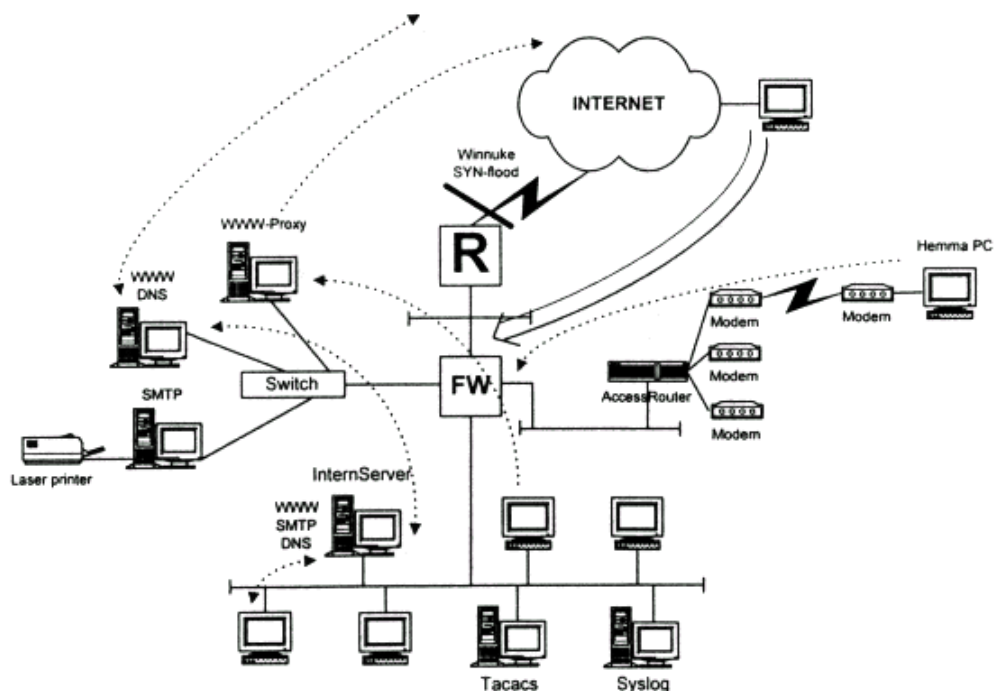 INTERNET
Winnuke
SYN-flood
WWW-Proxy
R
Hemma PC
WWW
DNS
Modem
Modem
Switch
FW
Modem
SMTP
AccessRouter
Modem
Laser printer
InternServer
WWW
SMTP
DNS
Tacacs
Syslog